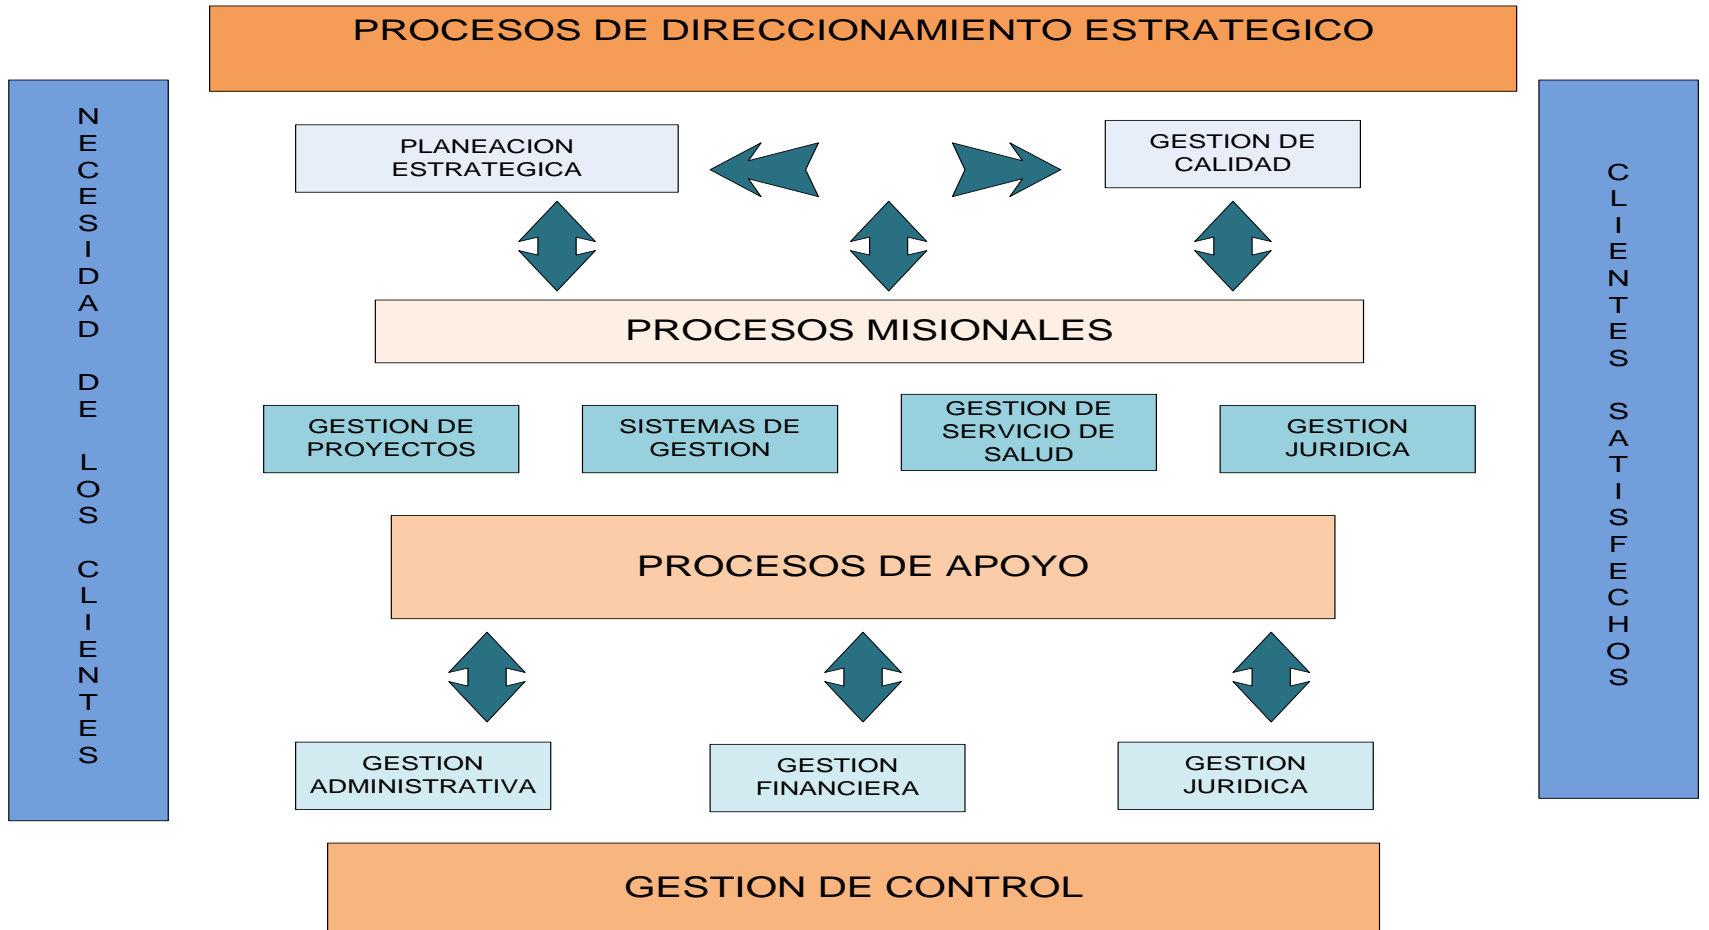 PROCESOS DE DIRECCIONAMIENTO ESTRATEGICO
NECESIDAD DE LOS CLIENTES
PLANEACION
ESTRATEGICA
GESTION DE
CALIDAD
PROCESOS MISIONALES
GESTION DE
PROYECTOS
SISTEMAS DE
GESTION
GESTION DE
SERVICIO DE
SALUD
GESTION
JURIDICA
PROCESOS DE APOYO
GESTION
ADMINISTRATIVA
GESTION
FINANCIERA
GESTION
JURIDICA
GESTION DE CONTROL
CLIENTES SATISFECHOS